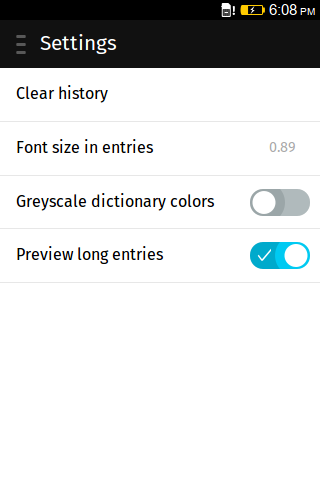 6:08 PM
Settings
Clear history
Font size in entries 0.89
Greyscale dictionary colors
Preview long entries